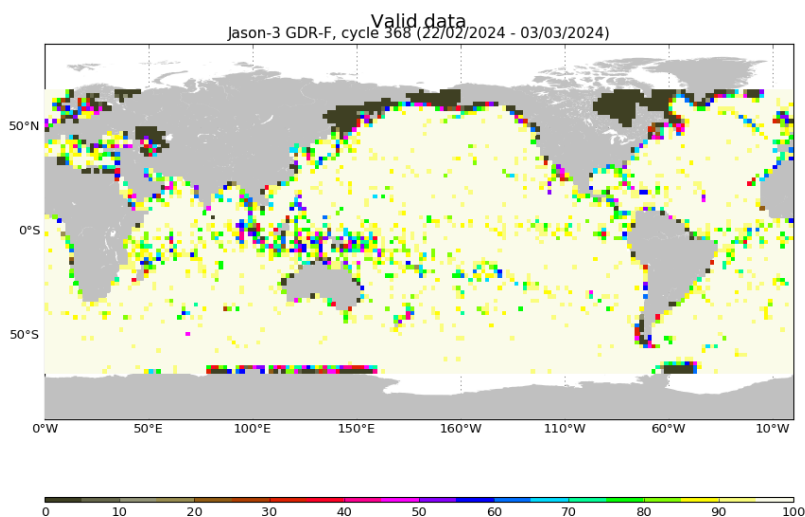 Valid data
Jason-3 GDR-F, cycle 368 (22/02/2024 - 03/03/2024)
50°N
0°S
50°S
0°W 50°E 100°E 150°E 160°W 110°W 60°W 10°W
0 10 20 30 40 50 60 70 80 90 100